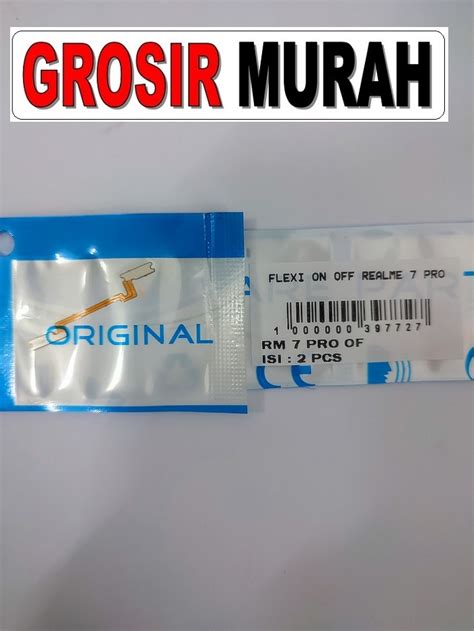 GROSIR MURAH
ORIGINAL
FLEXI ON OFF REALME 7 PRO
1 000000 397727
RM 7 PRO OF
ISI : 2 PCS